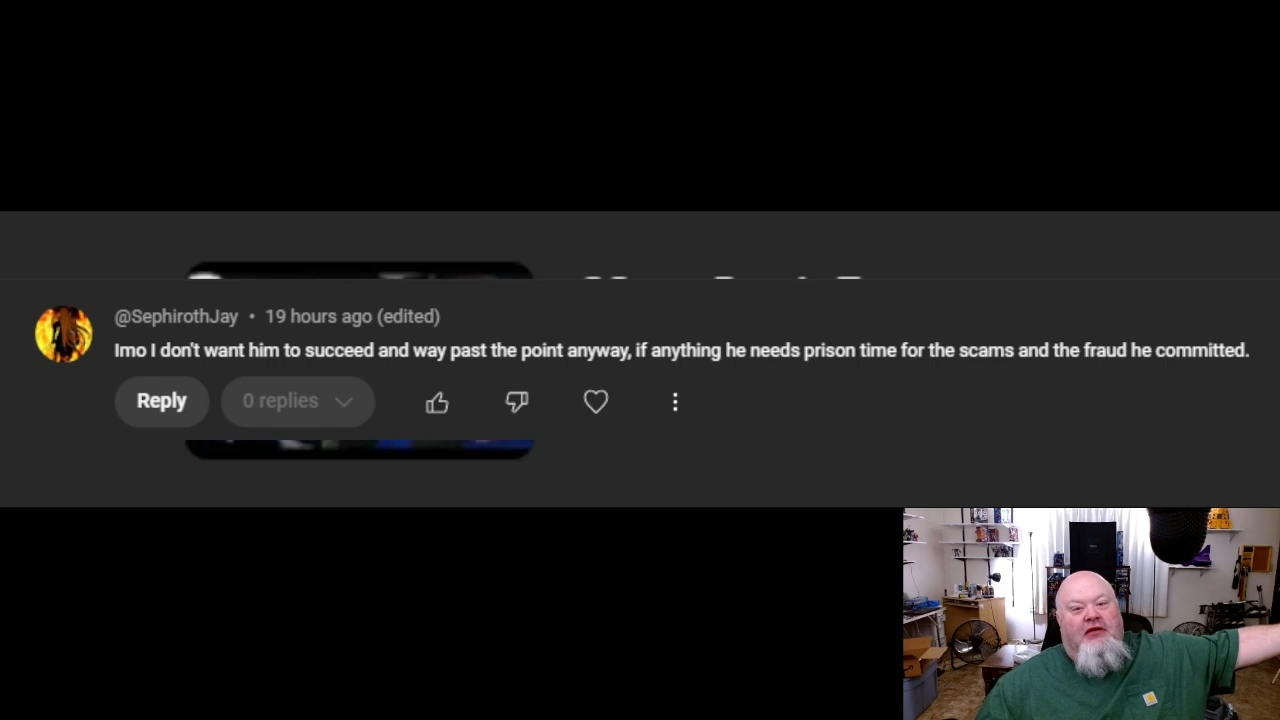 @SephirothJay • 19 hours ago (edited)
Imo I don't want him to succeed and way past the point anyway, if anything he needs prison time for the scams and the fraud he committed.
Reply 0 replies